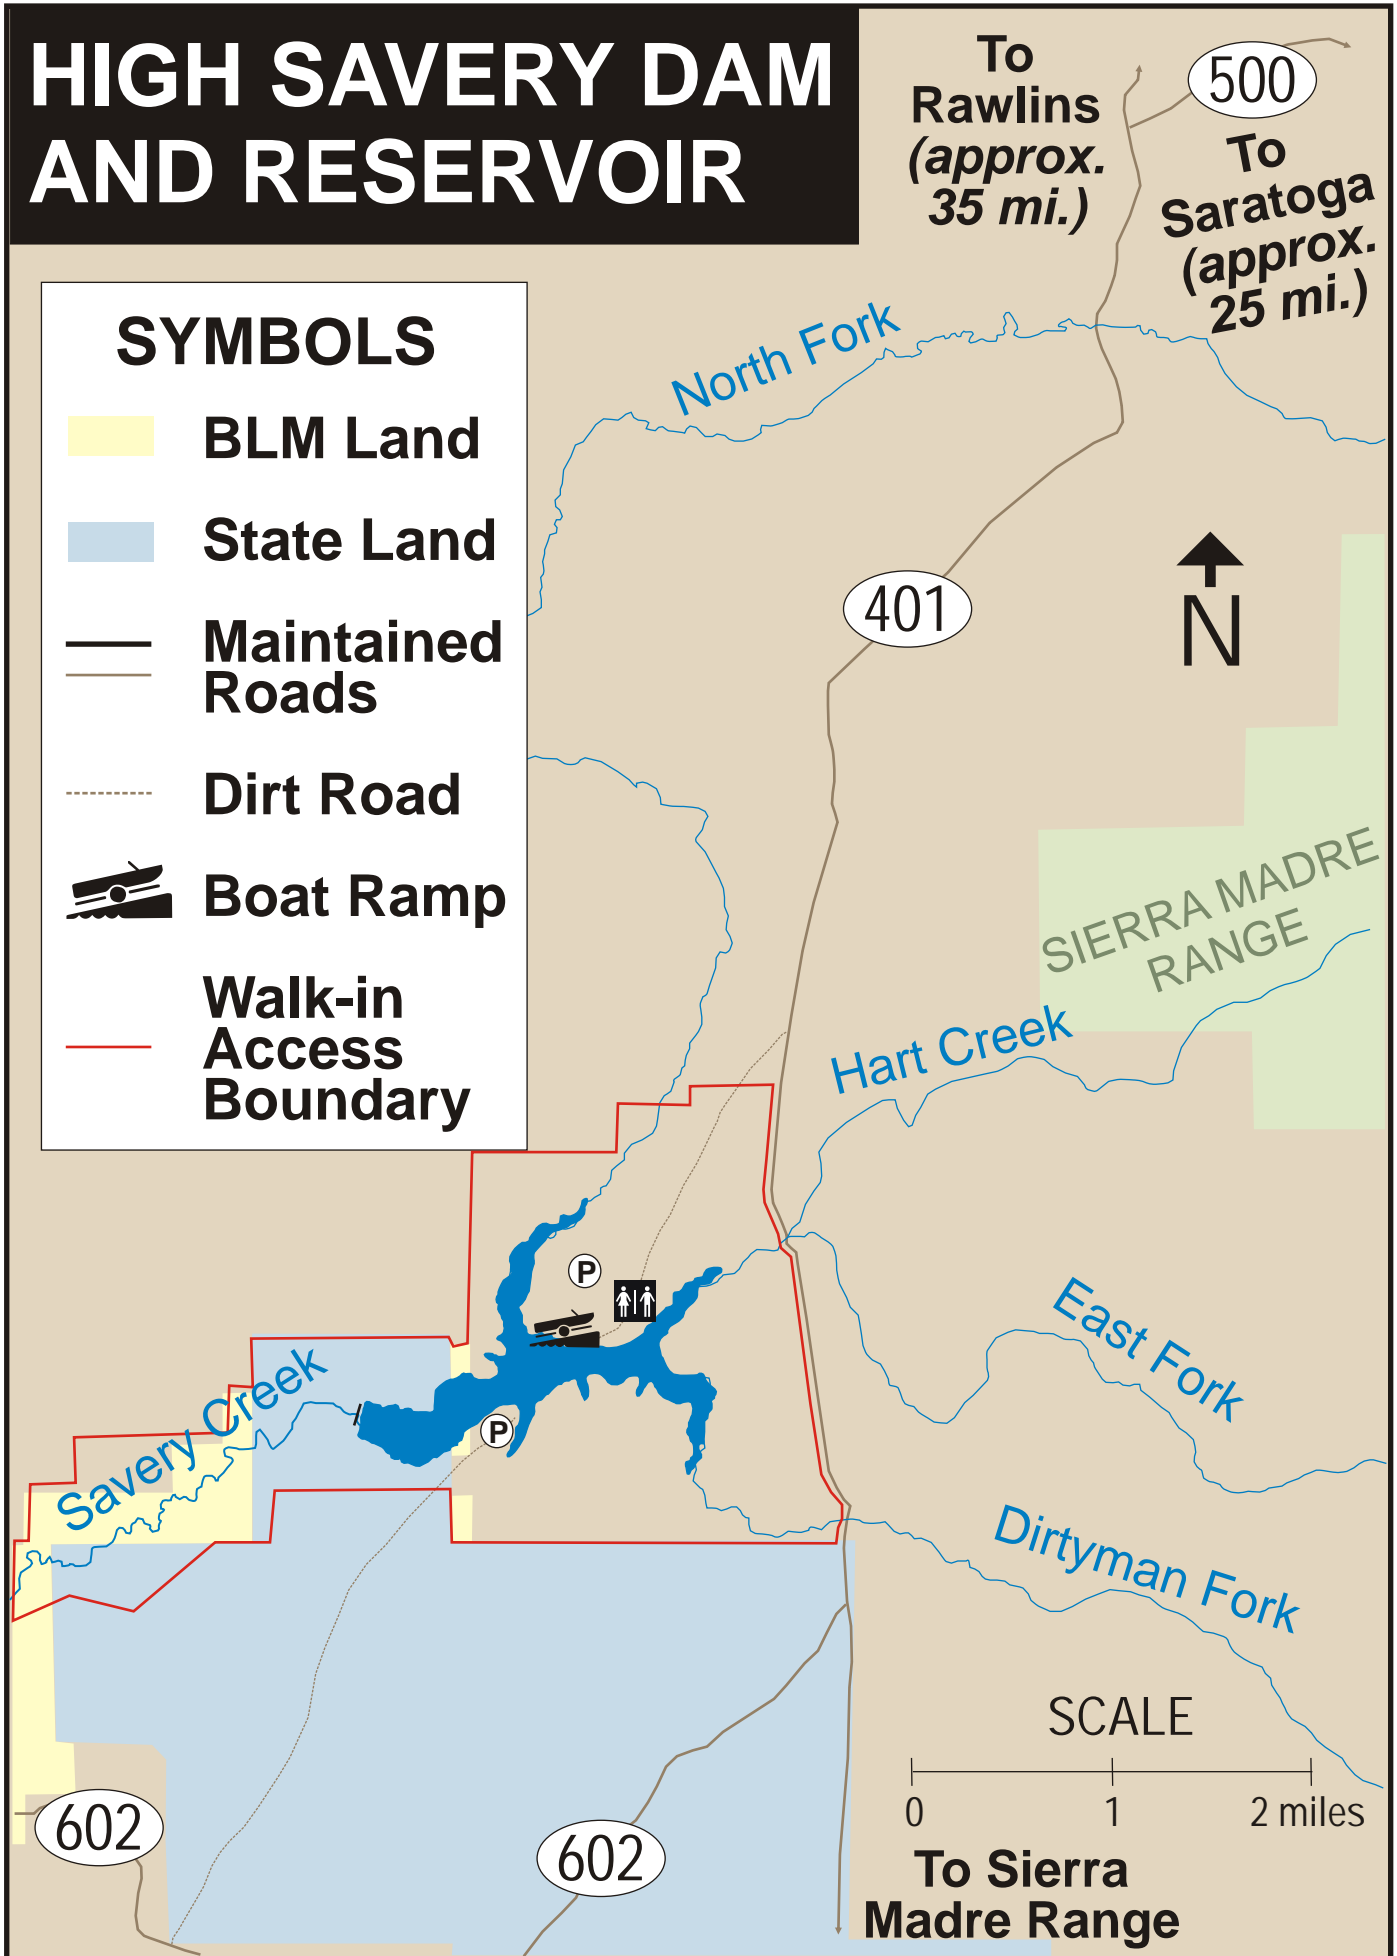 HIGH SAVERY DAM
AND RESERVOIR
To
Rawlins
(approx.
35 mi.)
500
To
Saratoga
(approx.
25 mi.)
SYMBOLS
BLM Land
State Land
Maintained
Roads
Dirt Road
Boat Ramp
Walk-in
Access
Boundary
North Fork
401
N
SIERRA MADRE
RANGE
Hart Creek
P
East Fork
Savery Creek
P
Dirtyman Fork
SCALE
0 1 2 miles
602
602
To Sierra
Madre Range